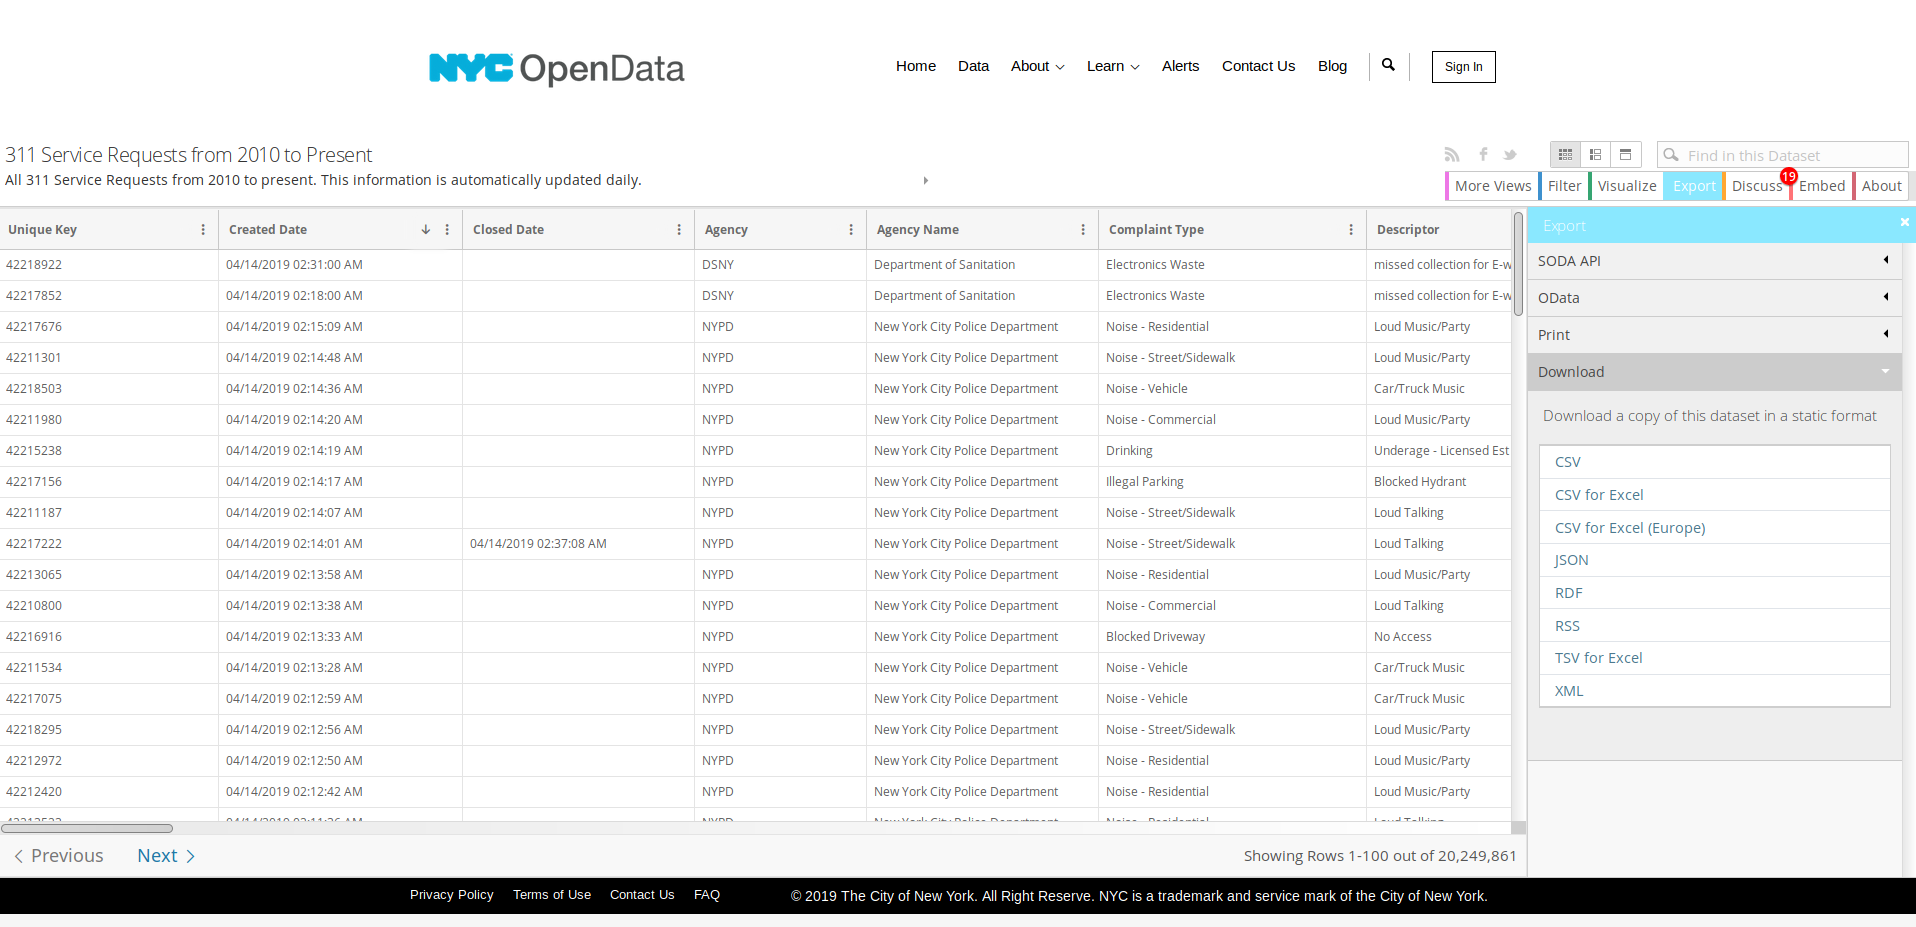 NYC OpenData
Home Data About Learn Alerts Contact Us Blog Sign In
311 Service Requests from 2010 to Present
All 311 Service Requests from 2010 to present. This information is automatically updated daily.
Find in this Dataset
More Views Filter Visualize Export Discuss 19 Embed About
Unique Key Created Date Closed Date Agency Agency Name Complaint Type Descriptor
42218922 04/14/2019 02:31:00 AM DSNY Department of Sanitation Electronics Waste missed collection for E-w
42217852 04/14/2019 02:18:00 AM DSNY Department of Sanitation Electronics Waste missed collection for E-w
42217676 04/14/2019 02:15:09 AM NYPD New York City Police Department Noise - Residential Loud Music/Party
42211301 04/14/2019 02:14:48 AM NYPD New York City Police Department Noise - Street/Sidewalk Loud Music/Party
42218503 04/14/2019 02:14:36 AM NYPD New York City Police Department Noise - Vehicle Car/Truck Music
42211980 04/14/2019 02:14:20 AM NYPD New York City Police Department Noise - Commercial Loud Music/Party
42215238 04/14/2019 02:14:19 AM NYPD New York City Police Department Drinking Underage - Licensed Est
42217156 04/14/2019 02:14:17 AM NYPD New York City Police Department Illegal Parking Blocked Hydrant
42211187 04/14/2019 02:14:07 AM NYPD New York City Police Department Noise - Street/Sidewalk Loud Talking
42217222 04/14/2019 02:14:01 AM 04/14/2019 02:37:08 AM NYPD New York City Police Department Noise - Street/Sidewalk Loud Talking
42213065 04/14/2019 02:13:58 AM NYPD New York City Police Department Noise - Residential Loud Music/Party
42210800 04/14/2019 02:13:38 AM NYPD New York City Police Department Noise - Commercial Loud Talking
42216916 04/14/2019 02:13:33 AM NYPD New York City Police Department Blocked Driveway No Access
42211534 04/14/2019 02:13:28 AM NYPD New York City Police Department Noise - Vehicle Car/Truck Music
42217075 04/14/2019 02:12:59 AM NYPD New York City Police Department Noise - Vehicle Car/Truck Music
42218295 04/14/2019 02:12:56 AM NYPD New York City Police Department Noise - Street/Sidewalk Loud Music/Party
42212972 04/14/2019 02:12:50 AM NYPD New York City Police Department Noise - Residential Loud Music/Party
42212420 04/14/2019 02:12:42 AM NYPD New York City Police Department Noise - Residential Loud Music/Party
Previous Next
Showing Rows 1-100 out of 20,249,861
Export
SODA API
OData
Print
Download
Download a copy of this dataset in a static format
CSV
CSV for Excel
CSV for Excel (Europe)
JSON
RDF
RSS
TSV for Excel
XML
Privacy Policy Terms of Use Contact Us FAQ © 2019 The City of New York. All Right Reserve. NYC is a trademark and service mark of the City of New York.